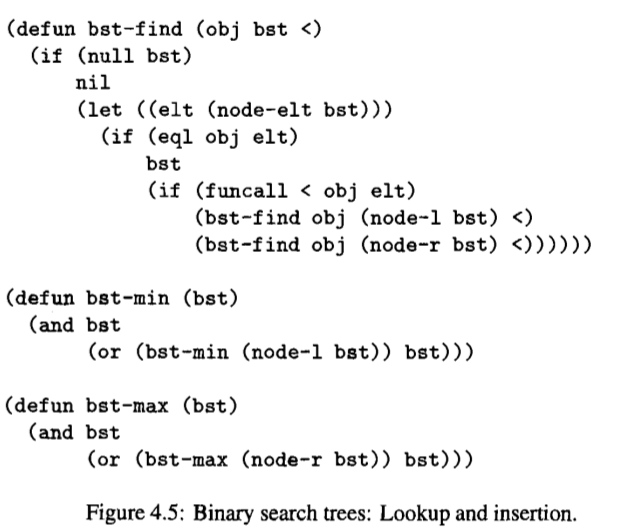 (defun bst-find (obj bst <)
  (if (null bst)
      nil
      (let ((elt (node-elt bst)))
        (if (eql obj elt)
            bst
            (if (funcall < obj elt)
                (bst-find obj (node-l bst) <)
                (bst-find obj (node-r bst) <))))))
(defun bst-min (bst)
  (and bst
       (or (bst-min (node-l bst)) bst)))
(defun bst-max (bst)
  (and bst
       (or (bst-max (node-r bst)) bst)))
Figure 4.5: Binary search trees: Lookup and insertion.